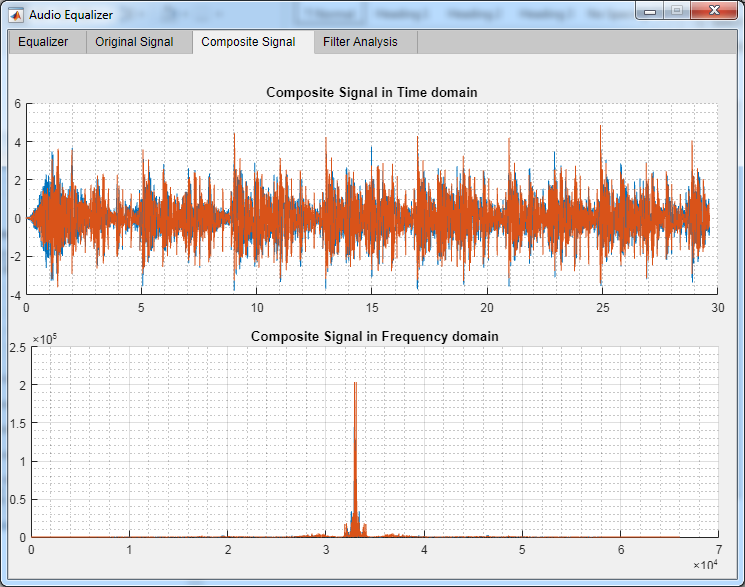 Audio Equalizer
Equalizer Original Signal Composite Signal Filter Analysis
Composite Signal in Time domain
6
4
2
0
-2
-4
0 5 10 15 20 25 30
Composite Signal in Frequency domain
×10⁵
2.5
2
1.5
1
0.5
0
0 1 2 3 4 5 6 7
×10⁴